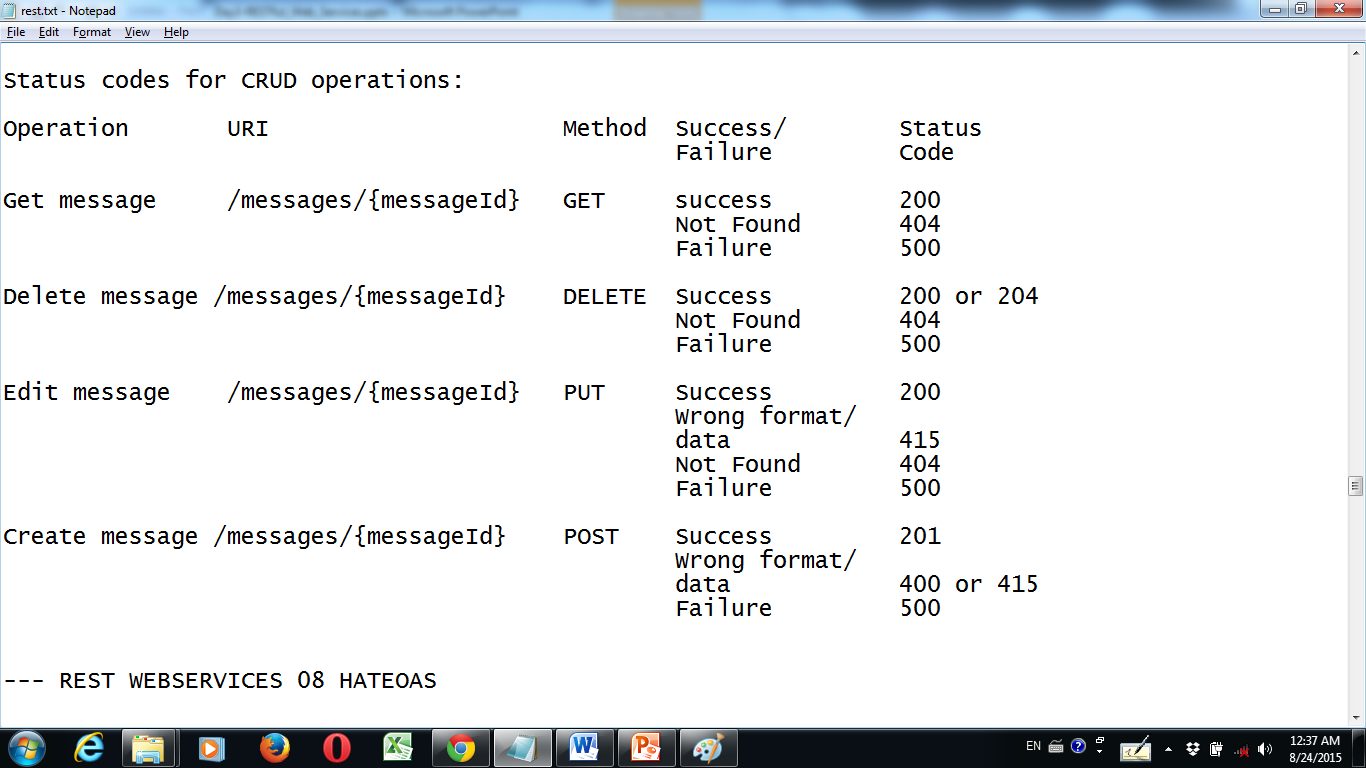 rest.txt - Notepad
File Edit Format View Help
Status codes for CRUD operations:
Operation URI Method Success/ Status
Failure Code
Get message /messages/{messageId} GET success 200
Not Found 404
Failure 500
Delete message /messages/{messageId} DELETE Success 200 or 204
Not Found 404
Failure 500
Edit message /messages/{messageId} PUT Success 200
Wrong format/
data 415
Not Found 404
Failure 500
Create message /messages/{messageId} POST Success 201
Wrong format/
data 400 or 415
Failure 500
--- REST WEBSERVICES 08 HATEOAS
EN
12:37 AM
8/24/2015